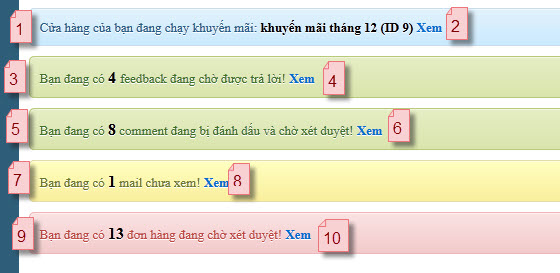 1 Cửa hàng của bạn đang chạy khuyến mãi: khuyến mãi tháng 12 (ID 9) Xem 2
3 Bạn đang có 4 feedback đang chờ được trả lời! Xem 4
5 Bạn đang có 8 comment đang bị đánh dấu và chờ xét duyệt! Xem 6
7 Bạn đang có 1 mail chưa xem! Xem 8
9 Bạn đang có 13 đơn hàng đang chờ xét duyệt! Xem 10